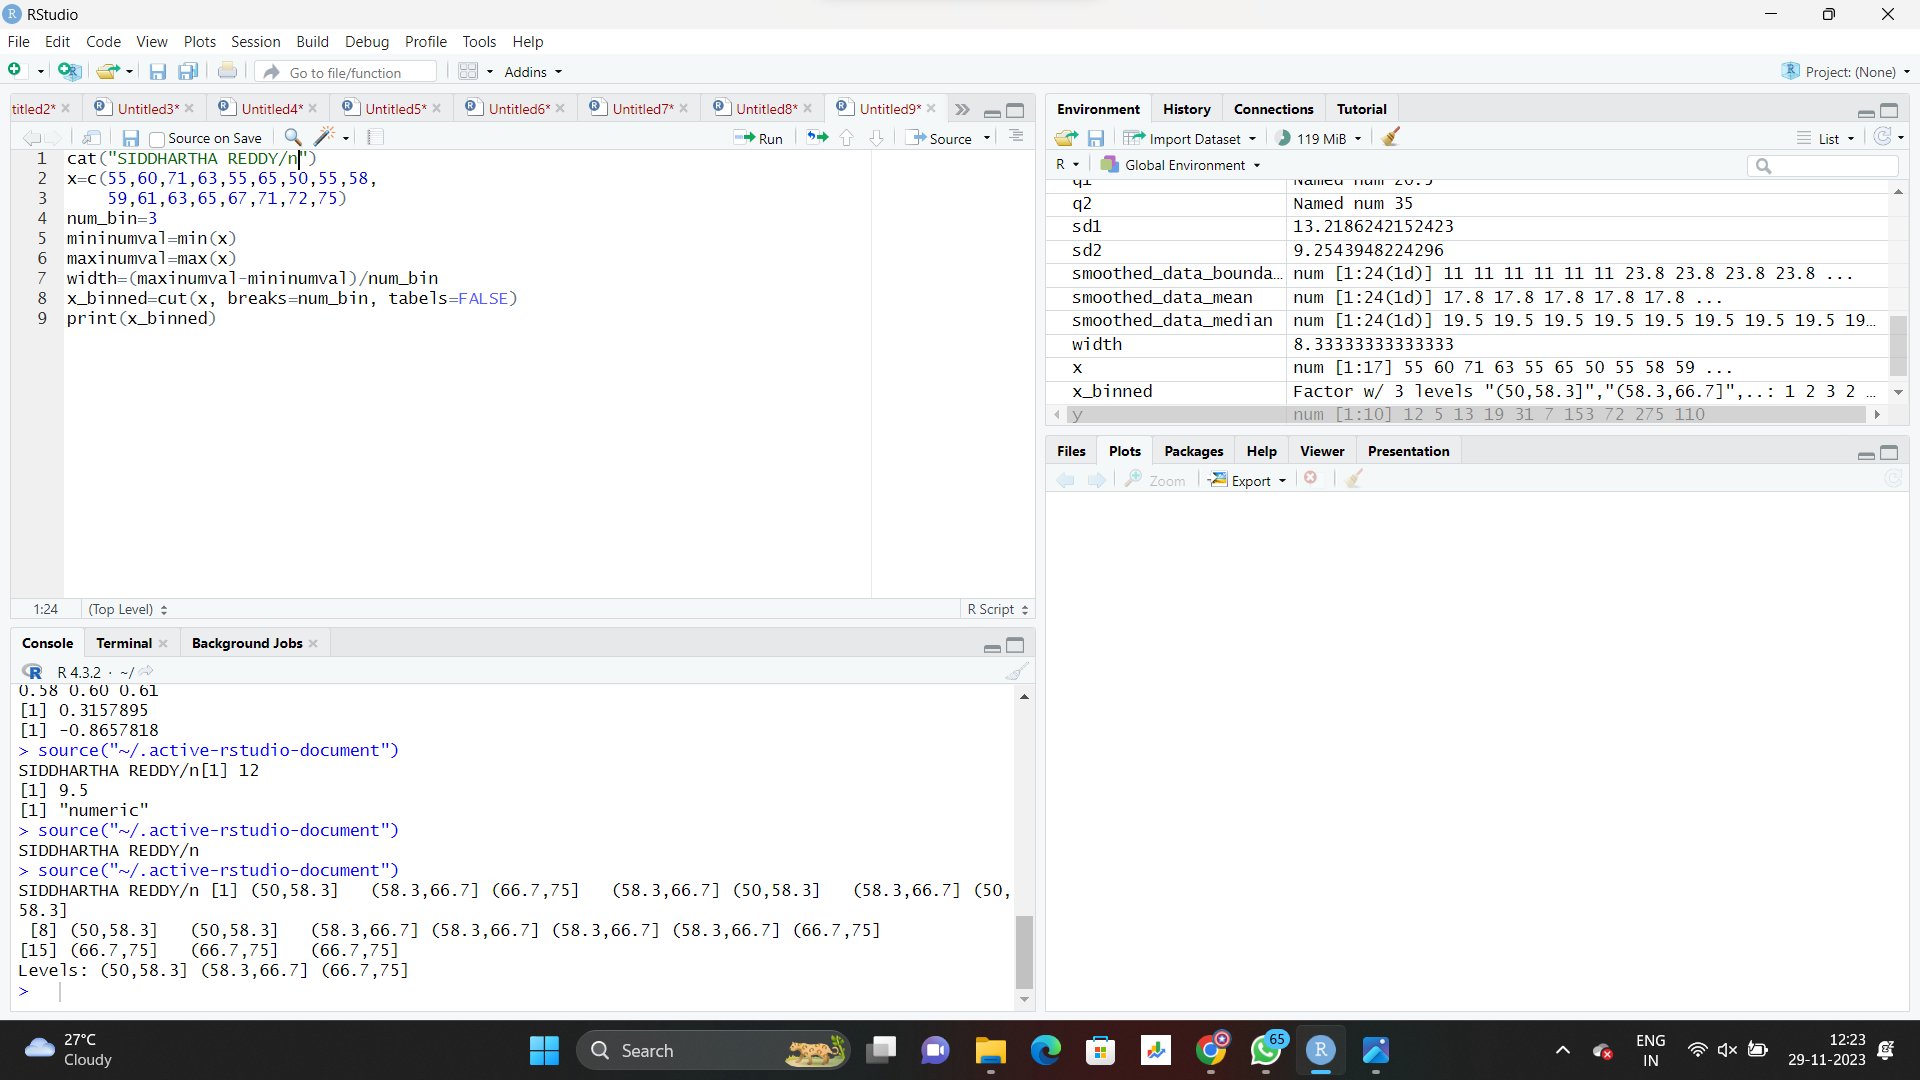 RStudio
File Edit Code View Plots Session Build Debug Profile Tools Help
Go to file/function Addins Project: (None)
titled2* Untitled3* Untitled4* Untitled5* Untitled6* Untitled7* Untitled8* Untitled9*
Source on Save Run Source
1 cat("SIDDHARTHA REDDY/n")
2 x=c(55,60,71,63,55,65,50,55,58,
3 59,61,63,65,67,71,72,75)
4 num_bin=3
5 mininumval=min(x)
6 maxinumval=max(x)
7 width=(maxinumval-mininumval)/num_bin
8 x_binned=cut(x, breaks=num_bin, tabels=FALSE)
9 print(x_binned)
1:24 (Top Level) R Script
Console Terminal Background Jobs
R 4.3.2 · ~/
0.58 0.60 0.61
[1] 0.3157895
[1] -0.8657818
> source("~/.active-rstudio-document")
SIDDHARTHA REDDY/n[1] 12
[1] 9.5
[1] "numeric"
> source("~/.active-rstudio-document")
SIDDHARTHA REDDY/n
> source("~/.active-rstudio-document")
SIDDHARTHA REDDY/n [1] (50,58.3] (58.3,66.7] (66.7,75] (58.3,66.7] (50,58.3] (58.3,66.7] (50,
58.3]
[8] (50,58.3] (50,58.3] (58.3,66.7] (58.3,66.7] (58.3,66.7] (58.3,66.7] (66.7,75]
[15] (66.7,75] (66.7,75] (66.7,75]
Levels: (50,58.3] (58.3,66.7] (66.7,75]
>
Environment History Connections Tutorial
Import Dataset 119 MiB List
R Global Environment
q1 Named num 20.5
q2 Named num 35
sd1 13.2186242152423
sd2 9.2543948224296
smoothed_data_bounda… num [1:24(1d)] 11 11 11 11 11 11 23.8 23.8 23.8 23.8 ...
smoothed_data_mean num [1:24(1d)] 17.8 17.8 17.8 17.8 17.8 ...
smoothed_data_median num [1:24(1d)] 19.5 19.5 19.5 19.5 19.5 19.5 19.5 19.5 19…
width 8.33333333333333
x num [1:17] 55 60 71 63 55 65 50 55 58 59 ...
x_binned Factor w/ 3 levels "(50,58.3]","(58.3,66.7]",..: 1 2 3 2 …
y num [1:10] 12 5 13 19 31 7 153 72 275 110
Files Plots Packages Help Viewer Presentation
Zoom Export
27°C
Cloudy
Search
65
ENG
IN
12:23
29-11-2023